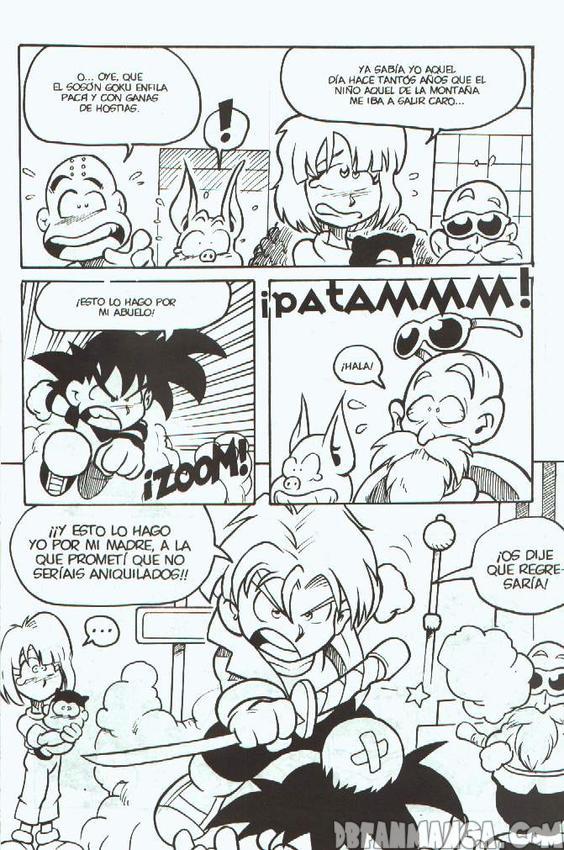 O... OYE, QUE
EL SOSÓN GOKU ENFILA
PACÁ Y CON GANAS
DE HOSTIAS.
!
YA SABÍA YO AQUEL
DÍA HACE TANTOS AÑOS QUE EL
NIÑO AQUEL DE LA MONTAÑA
ME IBA A SALIR CARO...
¡ESTO LO HAGO POR
MI ABUELO!
¡ZOOM!
¡PATAMMMM!
¡HALA!
¡¡Y ESTO LO HAGO
YO POR MI MADRE, A LA
QUE PROMETÍ QUE NO
SERÍAIS ANIQUILADOS!!
¡OS DIJE
QUE REGRE-
SARÍA!
...
DBFANMANGA.COM